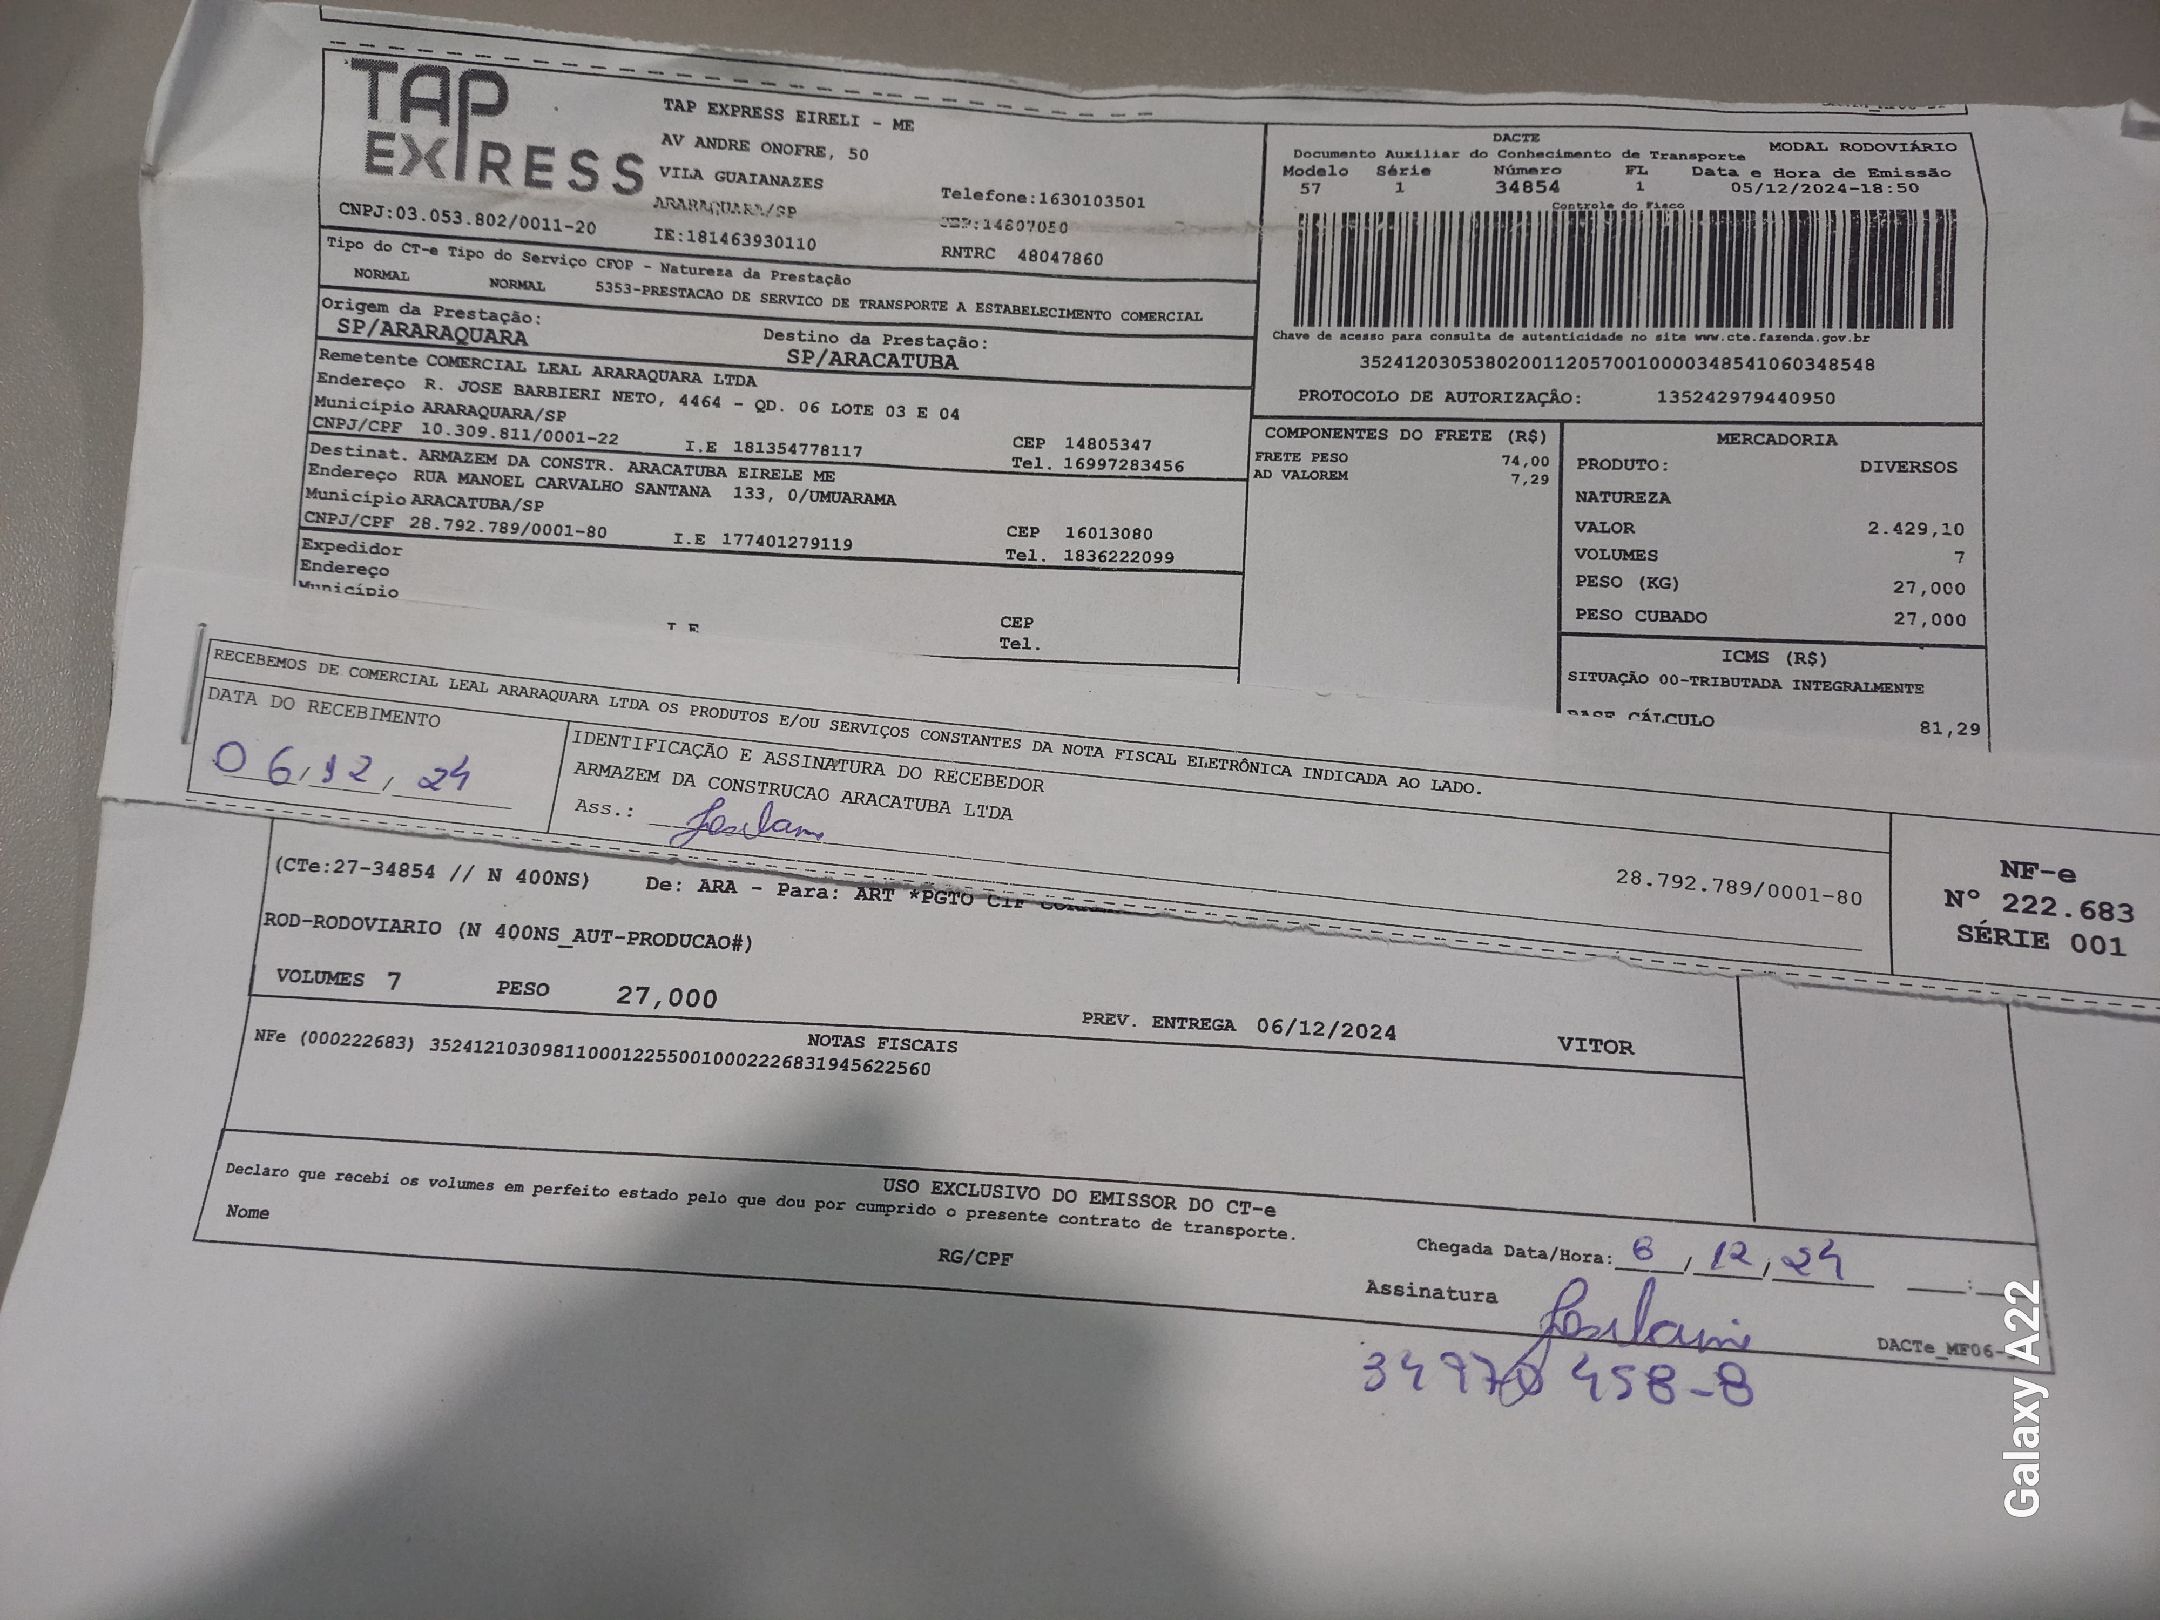 TAP EXPRESS
TAP EXPRESS EIRELI - ME
AV ANDRE ONOFRE, 50
VILA GUAIANAZES
ARARAQUARA/SP
Telefone:1630103501
CEP:14807050
CNPJ:03.053.802/0011-20
IE:181463930110
RNTRC 48047860
Tipo do CT-e Tipo do Serviço CFOP - Natureza da Prestação
NORMAL NORMAL 5353-PRESTACAO DE SERVICO DE TRANSPORTE A ESTABELECIMENTO COMERCIAL
Origem da Prestação:
SP/ARARAQUARA
Destino da Prestação:
SP/ARACATUBA
Remetente COMERCIAL LEAL ARARAQUARA LTDA
Endereço R. JOSE BARBIERI NETO, 4464 - QD. 06 LOTE 03 E 04
Município ARARAQUARA/SP
CEP 14805347
CNPJ/CPF 10.309.811/0001-22 I.E 181354778117 Tel. 16997283456
Destinat. ARMAZEM DA CONSTR. ARACATUBA EIRELE ME
Endereço RUA MANOEL CARVALHO SANTANA 133, 0/UMUARAMA
Município ARACATUBA/SP
CEP 16013080
CNPJ/CPF 28.792.789/0001-80 I.E 177401279119 Tel. 1836222099
Expedidor
Endereço
Município
CEP
I.E
Tel.
DACTE
Documento Auxiliar do Conhecimento de Transporte
MODAL RODOVIÁRIO
Modelo Série Número FL Data e Hora de Emissão
57 1 34854 1 05/12/2024-18:50
Controle do Fisco
Chave de acesso para consulta de autenticidade no site www.cte.fazenda.gov.br
35241203053802001120570010000348541060348548
PROTOCOLO DE AUTORIZAÇÃO: 135242979440950
COMPONENTES DO FRETE (R$)
FRETE PESO 74,00
AD VALOREM 7,29
MERCADORIA
PRODUTO: DIVERSOS
NATUREZA
VALOR 2.429,10
VOLUMES 7
PESO (KG) 27,000
PESO CUBADO 27,000
ICMS (R$)
SITUAÇÃO 00-TRIBUTADA INTEGRALMENTE
BASE CÁLCULO 81,29
RECEBEMOS DE COMERCIAL LEAL ARARAQUARA LTDA OS PRODUTOS E/OU SERVIÇOS CONSTANTES DA NOTA FISCAL ELETRÔNICA INDICADA AO LADO.
DATA DO RECEBIMENTO
06/12/24
IDENTIFICAÇÃO E ASSINATURA DO RECEBEDOR
ARMAZEM DA CONSTRUCAO ARACATUBA LTDA
Ass.:
28.792.789/0001-80
NF-e
Nº 222.683
SÉRIE 001
(CTe:27-34854 // N 400NS) De: ARA - Para: ART *PGTO CIF
ROD-RODOVIARIO (N 400NS_AUT-PRODUCAO#)
VOLUMES 7 PESO 27,000
PREV. ENTREGA 06/12/2024 VITOR
NOTAS FISCAIS
NFe (000222683) 35241210309811000122550010002226831945622560
USO EXCLUSIVO DO EMISSOR DO CT-e
Declaro que recebi os volumes em perfeito estado pelo que dou por cumprido o presente contrato de transporte.
Nome
RG/CPF
Chegada Data/Hora: 6/12/24 :
Assinatura
DACTe_MF06-
458-8
Galaxy A22